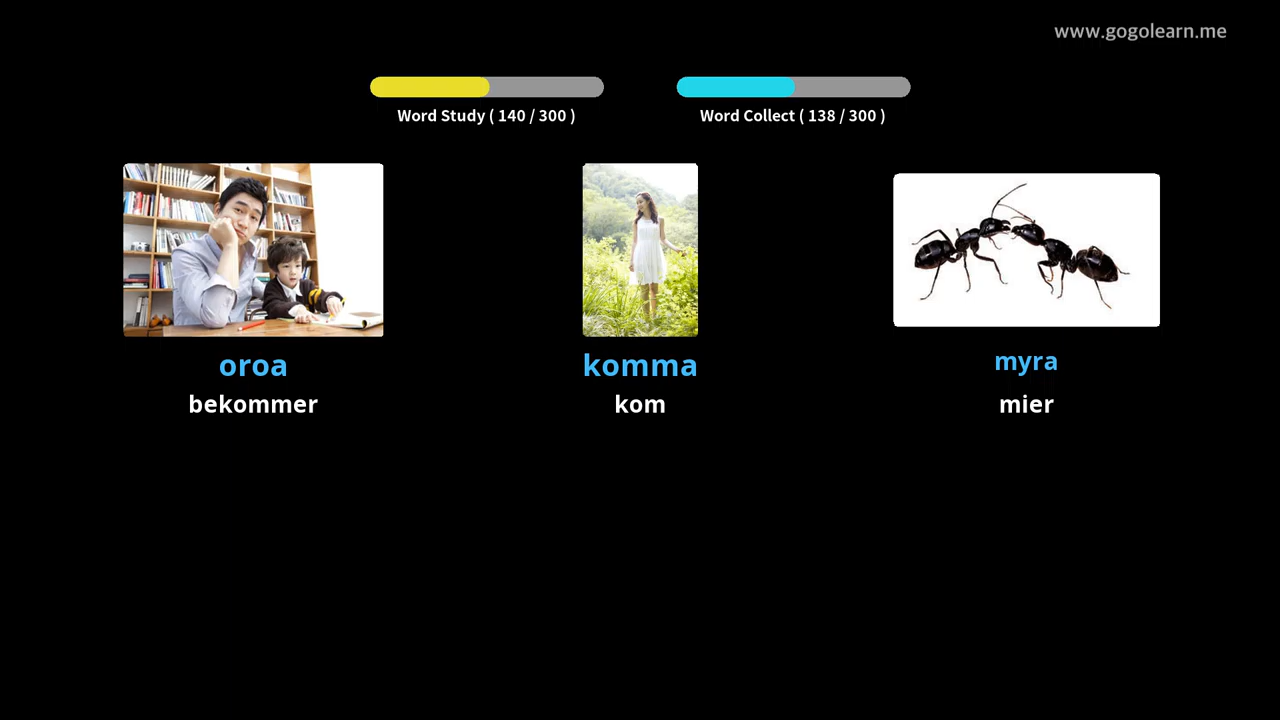 www.gogolearn.me
Word Study ( 140 / 300 )
Word Collect ( 138 / 300 )
oroa
komma
myra
bekommer
kom
mier